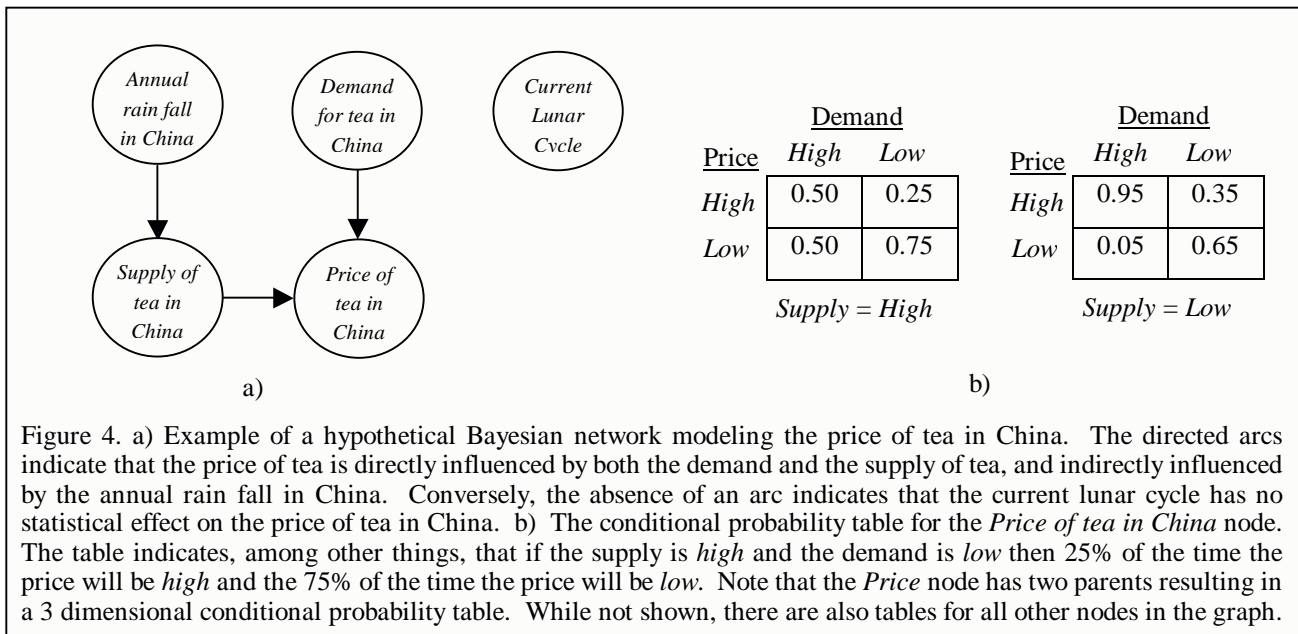 Annual
rain fall
in China
Demand
for tea in
China
Current
Lunar
Cycle
Supply of
tea in
China
Price of
tea in
China
a)
Demand
Price High Low
High 0.50 0.25
Low 0.50 0.75
Supply = High
Demand
Price High Low
High 0.95 0.35
Low 0.05 0.65
Supply = Low
b)
Figure 4. a) Example of a hypothetical Bayesian network modeling the price of tea in China. The directed arcs
indicate that the price of tea is directly influenced by both the demand and the supply of tea, and indirectly influenced
by the annual rain fall in China. Conversely, the absence of an arc indicates that the current lunar cycle has no
statistical effect on the price of tea in China. b) The conditional probability table for the Price of tea in China node.
The table indicates, among other things, that if the supply is high and the demand is low then 25% of the time the
price will be high and the 75% of the time the price will be low. Note that the Price node has two parents resulting in
a 3 dimensional conditional probability table. While not shown, there are also tables for all other nodes in the graph.